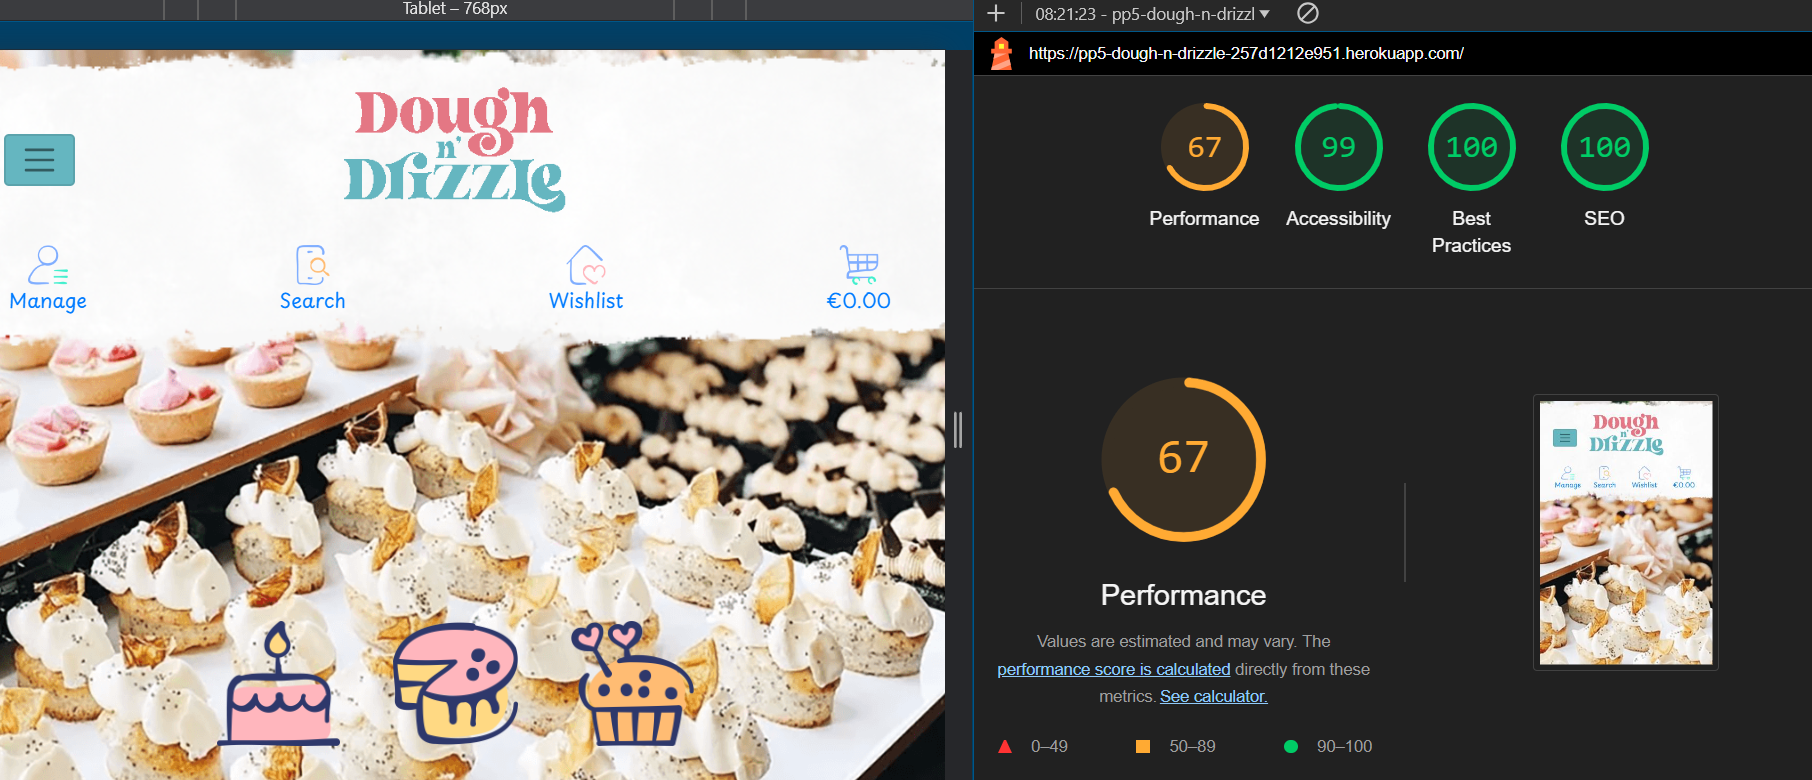 Tablet – 768px
Dough
n'
Drizzle
Manage
Search
Wishlist
€0.00
08:21:23 - pp5-dough-n-drizzl
https://pp5-dough-n-drizzle-257d1212e951.herokuapp.com/
67
99
100
100
Performance
Accessibility
Best
Practices
SEO
67
Performance
Values are estimated and may vary. The
performance score is calculated directly from these
metrics. See calculator.
0–49
50–89
90–100
Dough
n'
Drizzle
Manage
Search
Wishlist
€0.00